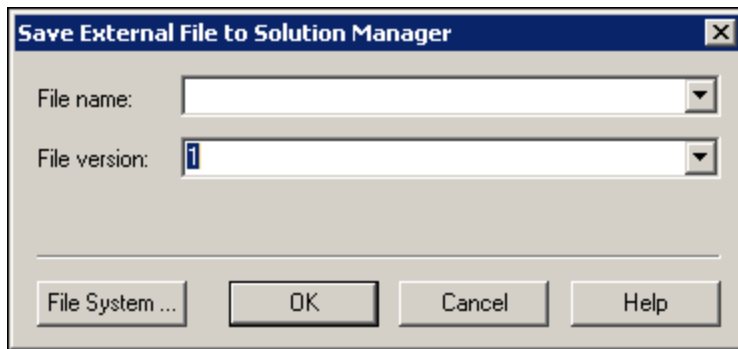 Save External File to Solution Manager
File name:
File version: 1
File System ... OK Cancel Help